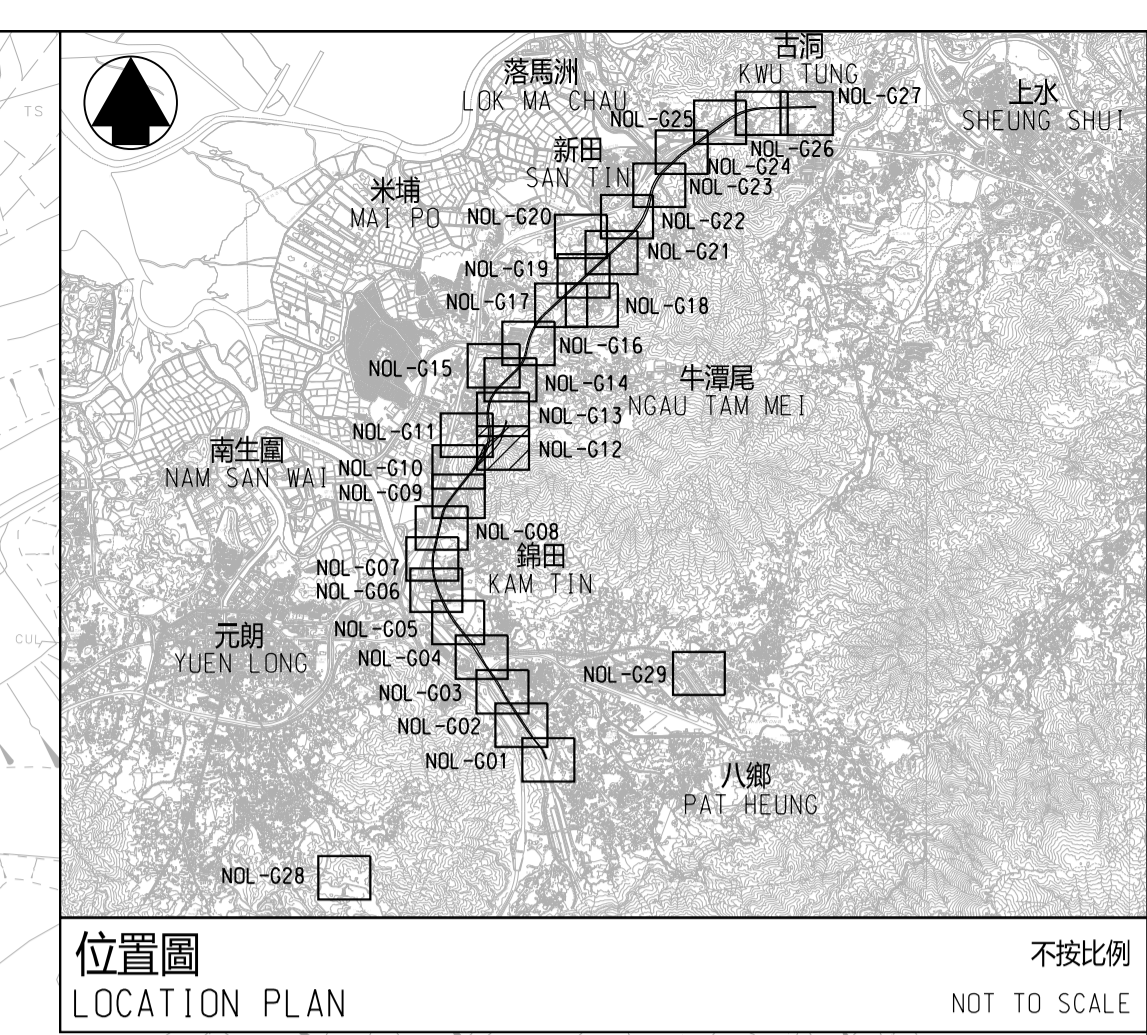 古洞
KWU TUNG
落馬洲
LOK MA CHAU
上水
SHEUNG SHUI
NOL-G27
NOL-G25
NOL-G26
新田
SAN TIN
NOL-G24
NOL-G23
米埔
MAI PO
NOL-G20
NOL-G22
NOL-G21
NOL-G19
NOL-G17
NOL-G18
NOL-G16
NOL-G15
NOL-G14
牛潭尾
NGAU TAM MEI
NOL-G13
NOL-G11
NOL-G12
南生圍
NAM SAN WAI
NOL-G10
NOL-G09
NOL-G08
錦田
KAM TIN
NOL-G07
NOL-G06
NOL-G05
元朗
YUEN LONG
NOL-G04
NOL-G29
NOL-G03
NOL-G02
NOL-G01
八鄉
PAT HEUNG
NOL-G28
位置圖
LOCATION PLAN
不按比例
NOT TO SCALE
TS
CUL